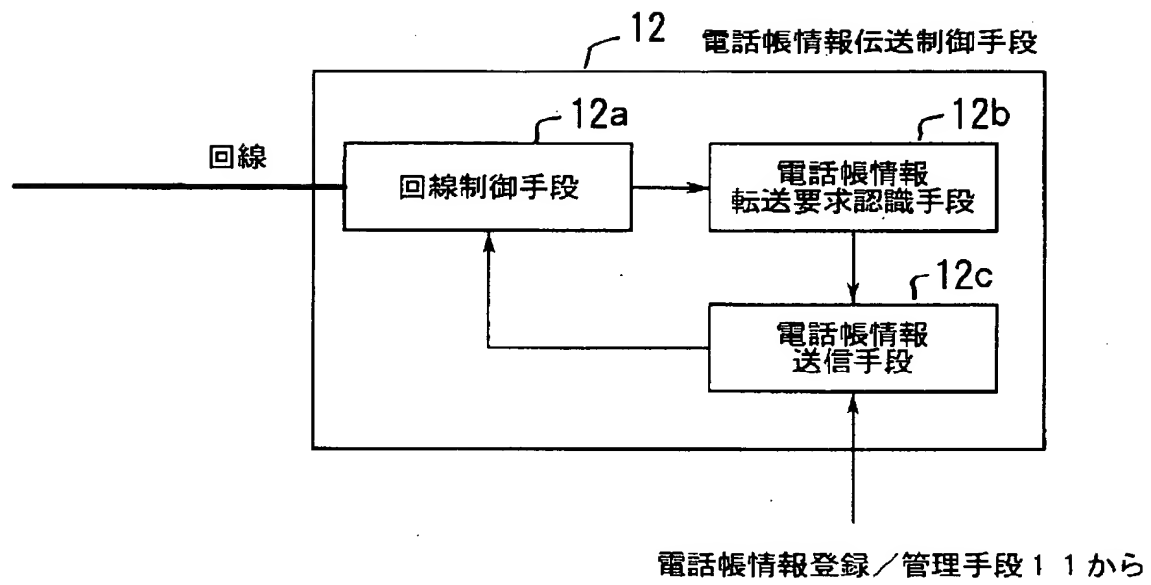 12
電話帳情報伝送制御手段
12a
12b
回線
回線制御手段
電話帳情報
転送要求認識手段
12c
電話帳情報
送信手段
電話帳情報登録／管理手段１１から